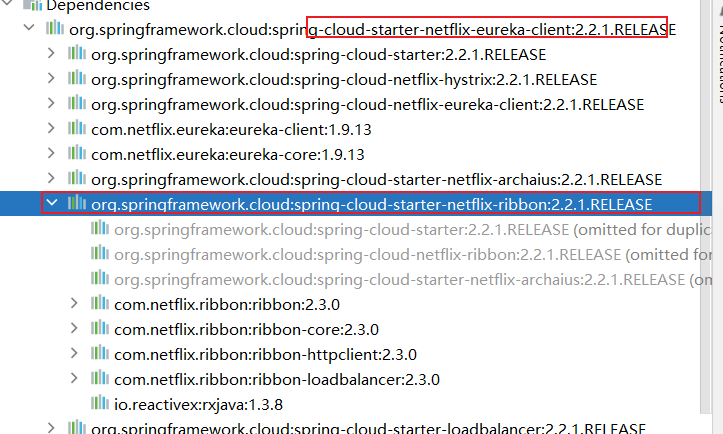 Dependencies
org.springframework.cloud:spring-cloud-starter-netflix-eureka-client:2.2.1.RELEASE
org.springframework.cloud:spring-cloud-starter:2.2.1.RELEASE
org.springframework.cloud:spring-cloud-netflix-hystrix:2.2.1.RELEASE
org.springframework.cloud:spring-cloud-netflix-eureka-client:2.2.1.RELEASE
com.netflix.eureka:eureka-client:1.9.13
com.netflix.eureka:eureka-core:1.9.13
org.springframework.cloud:spring-cloud-starter-netflix-archaius:2.2.1.RELEASE
org.springframework.cloud:spring-cloud-starter-netflix-ribbon:2.2.1.RELEASE
org.springframework.cloud:spring-cloud-starter:2.2.1.RELEASE (omitted for duplic
org.springframework.cloud:spring-cloud-netflix-ribbon:2.2.1.RELEASE (omitted for
org.springframework.cloud:spring-cloud-starter-netflix-archaius:2.2.1.RELEASE (om
com.netflix.ribbon:ribbon:2.3.0
com.netflix.ribbon:ribbon-core:2.3.0
com.netflix.ribbon:ribbon-httpclient:2.3.0
com.netflix.ribbon:ribbon-loadbalancer:2.3.0
io.reactivex:rxjava:1.3.8
org.springframework.cloud:spring-cloud-starter-loadbalancer:2.2.1.RELEASE
Notifications